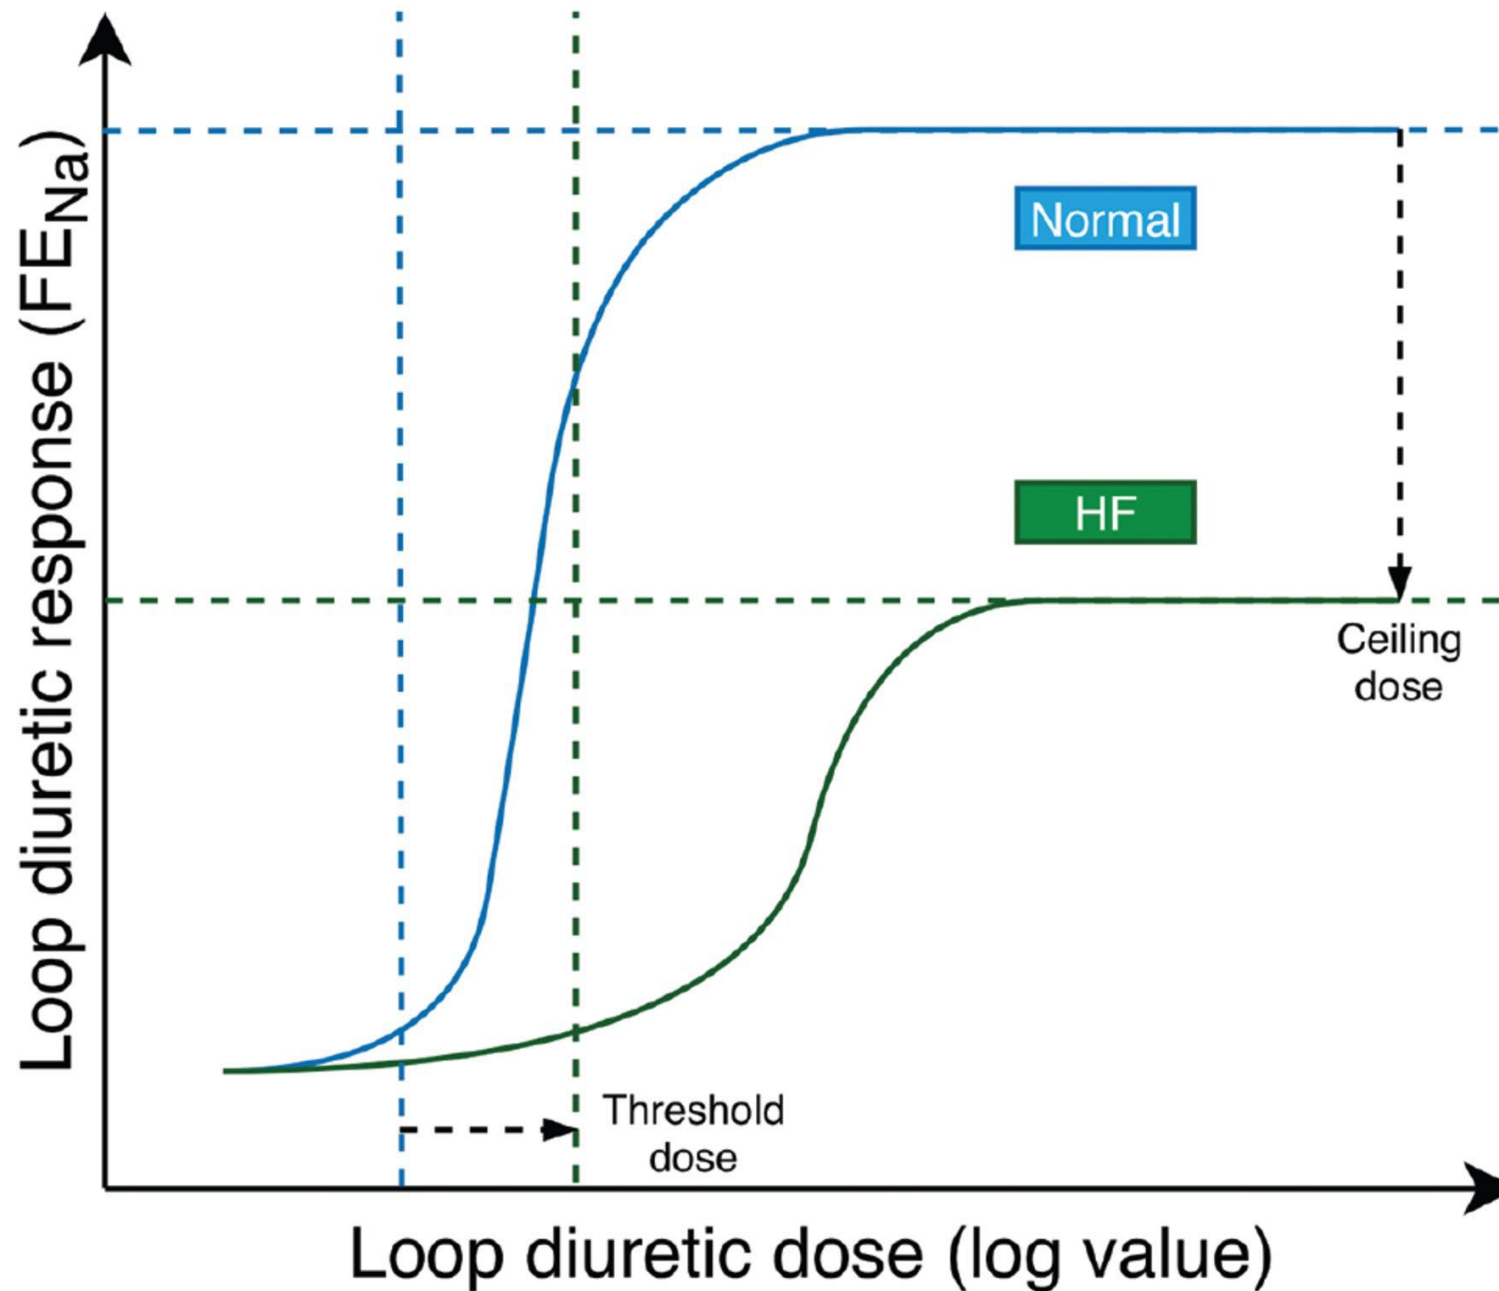 Loop diuretic response (FENa)
Normal
HF
Ceiling
dose
Threshold
dose
Loop diuretic dose (log value)